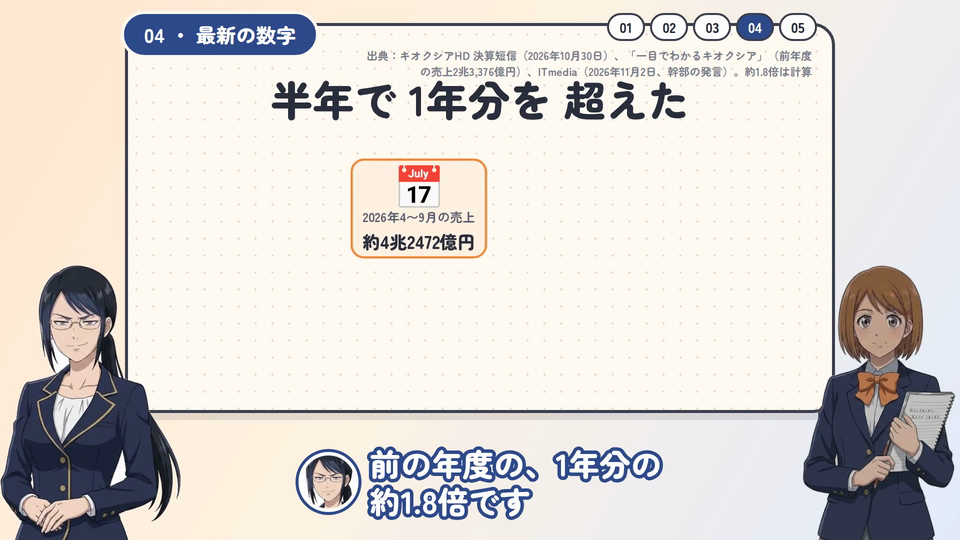 04 ・ 最新の数字
01 02 03 04 05
出典：キオクシアHD 決算短信（2026年10月30日）、「一目でわかるキオクシア」（前年度
の売上2兆3,376億円）、ITmedia（2026年11月2日、幹部の発言）。約1.8倍は計算
半年で 1年分を 超えた
July
17
2026年4〜9月の売上
約4兆2472億円
前の年度の、1年分の
約1.8倍です